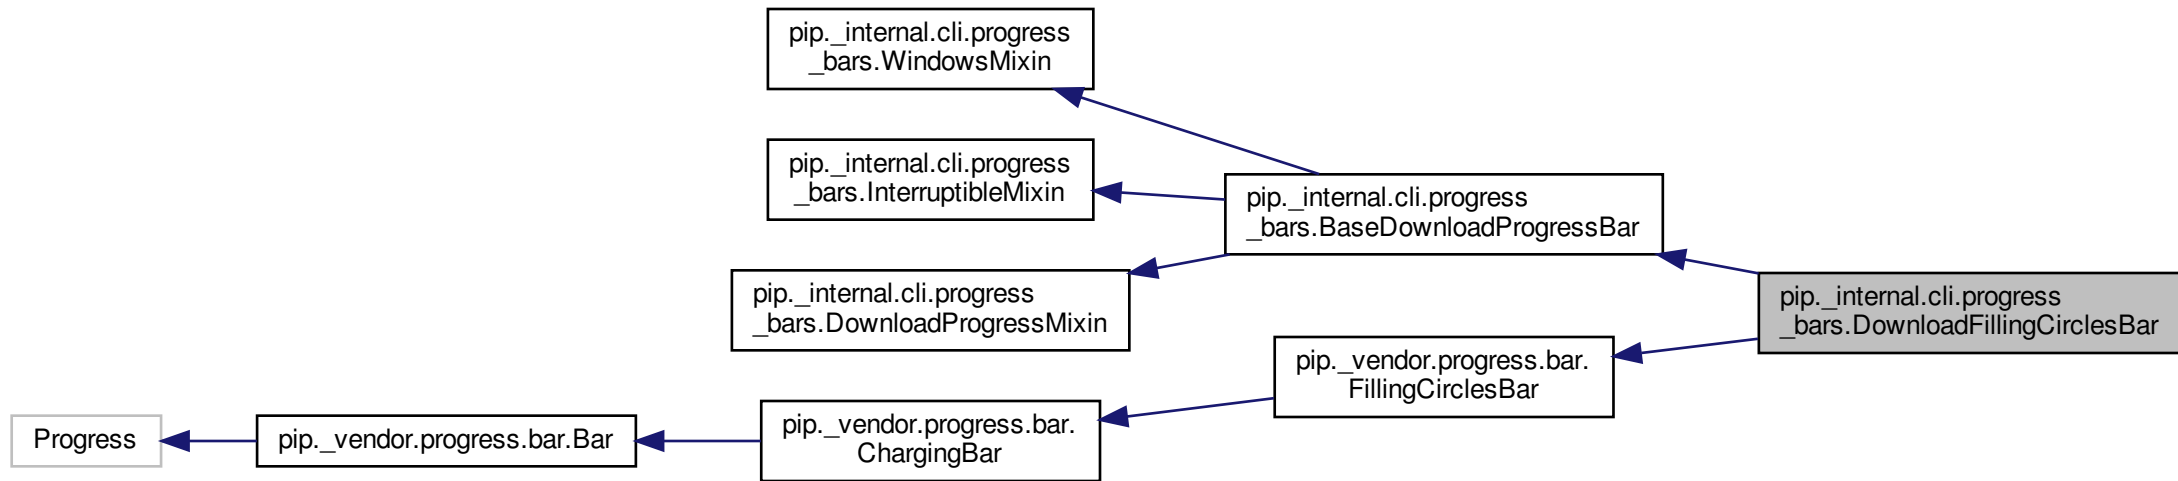 pip._internal.cli.progress
_bars.WindowsMixin
pip._internal.cli.progress
_bars.InterruptibleMixin
pip._internal.cli.progress
_bars.BaseDownloadProgressBar
pip._internal.cli.progress
_bars.DownloadProgressMixin
pip._internal.cli.progress
_bars.DownloadFillingCirclesBar
pip._vendor.progress.bar.
FillingCirclesBar
Progress
pip._vendor.progress.bar.Bar
pip._vendor.progress.bar.
ChargingBar